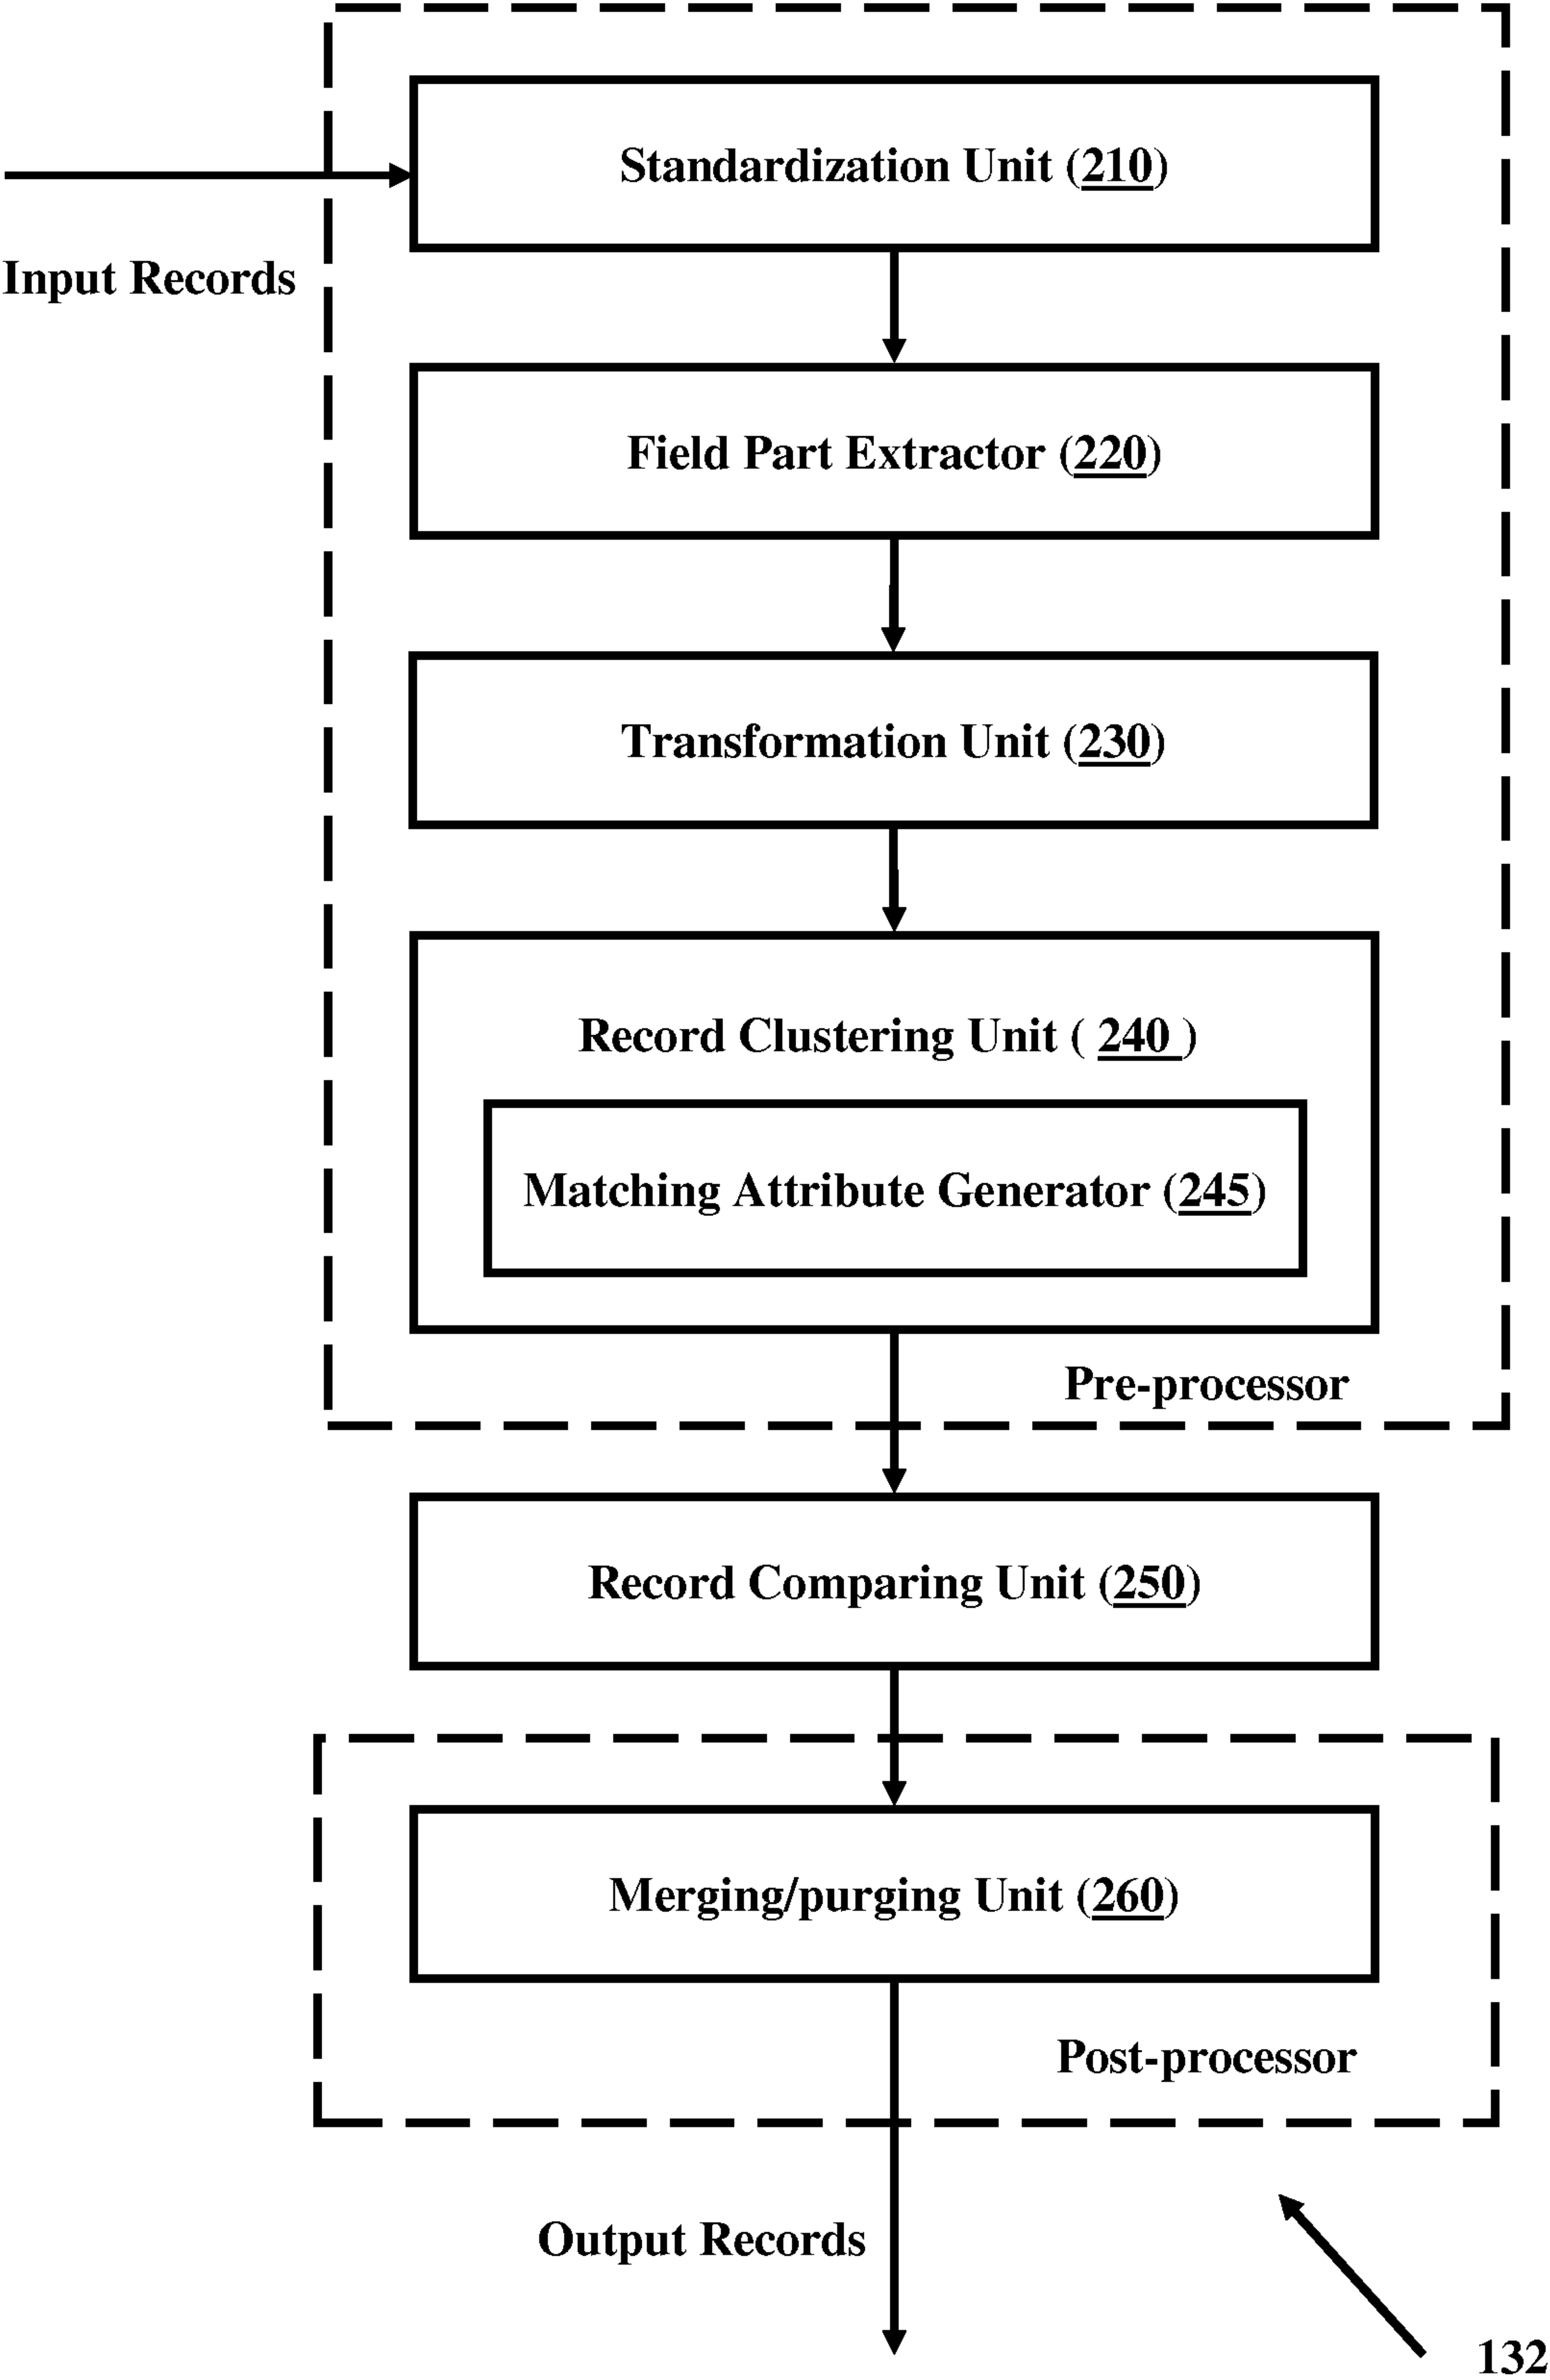 Standardization Unit (210)
Input Records
Field Part Extractor (220)
Transformation Unit (230)
Record Clustering Unit ( 240 )
Matching Attribute Generator (245)
Pre-processor
Record Comparing Unit (250)
Merging/purging Unit (260)
Post-processor
Output Records
132